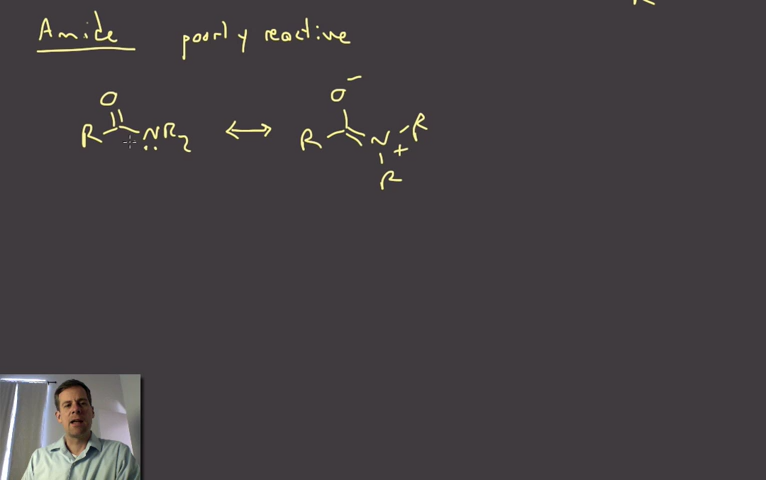 Amide poorly reactive
O O⁻
R NR₂ ↔ R N + R
R